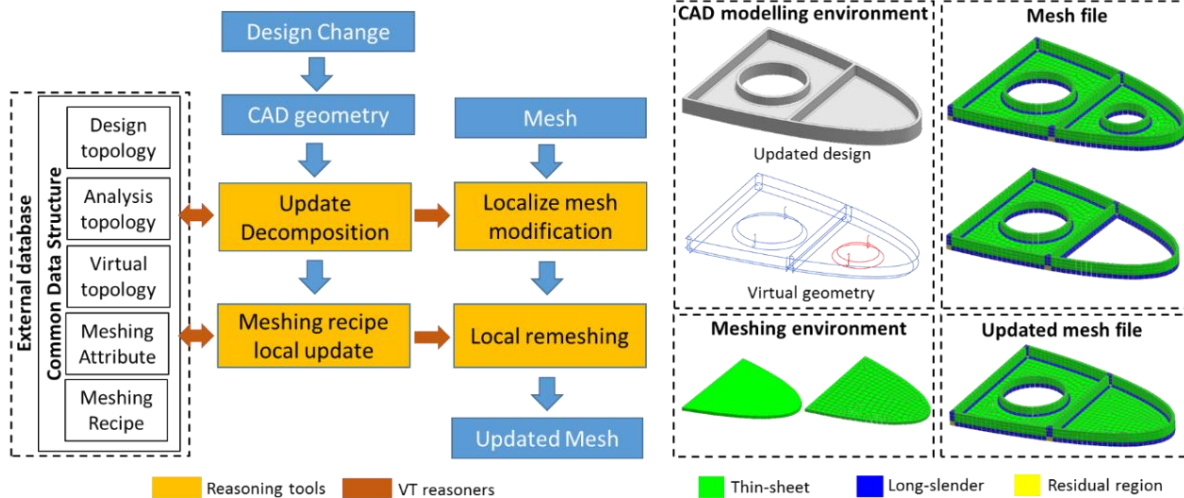 Design Change
CAD geometry
Mesh
Update
Decomposition
Localize mesh
modification
Meshing recipe
local update
Local remeshing
Updated Mesh
External database
Common Data Structure
Design
topology
Analysis
topology
Virtual
topology
Meshing
Attribute
Meshing
Recipe
Reasoning tools
VT reasoners
CAD modelling environment
Updated design
Virtual geometry
Mesh file
Meshing environment
Updated mesh file
Thin-sheet
Long-slender
Residual region